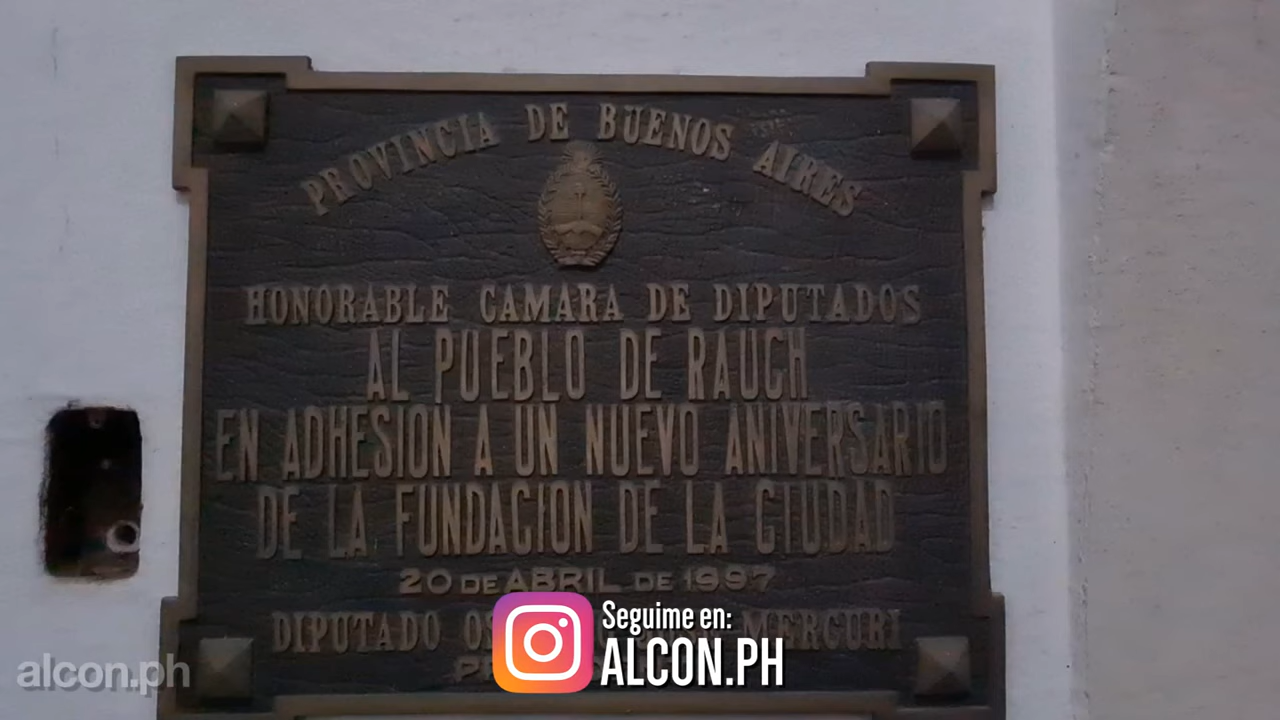 PROVINCIA DE BUENOS AIRES
HONORABLE CAMARA DE DIPUTADOS
AL PUEBLO DE RAUCH
EN ADHESION A UN NUEVO ANIVERSARIO
DE LA FUNDACION DE LA CIUDAD
20 DE ABRIL DE 1997
DIPUTADO MERCURI
Seguime en:
ALCON.PH
alcon.ph